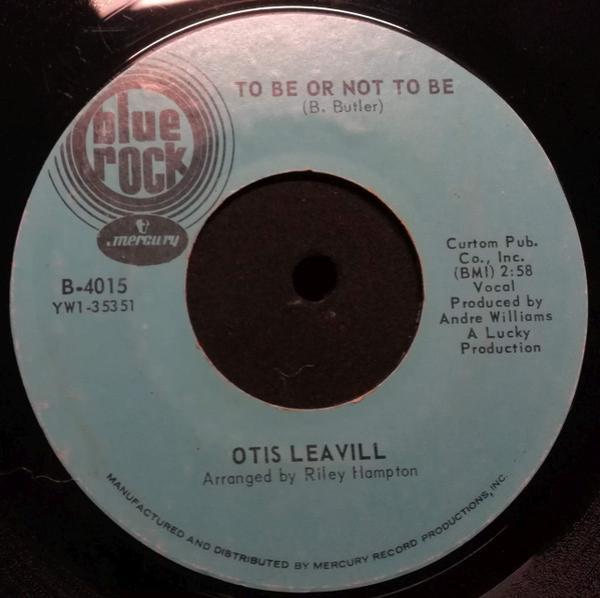 TO BE OR NOT TO BE
(B. Butler)
blue
rock
mercury
B-4015
YW1-35351
Curtom Pub.
Co., Inc.
(BMI) 2:58
Vocal
Produced by
Andre Williams
A Lucky
Production
OTIS LEAVILL
Arranged by Riley Hampton
MANUFACTURED AND DISTRIBUTED BY MERCURY RECORD PRODUCTIONS, INC.